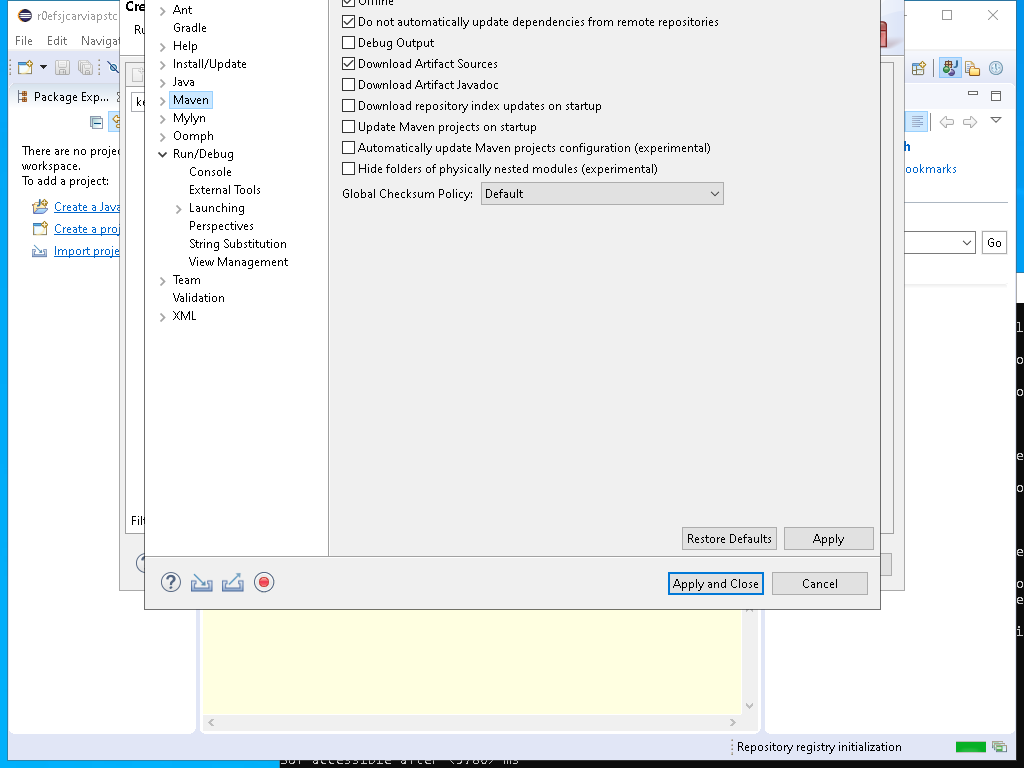 r0efsjcarviapstc
File Edit Navigat
Package Exp...
There are no projec
workspace.
To add a project:
Create a Java
Create a proj
Import proje
Cre
Ru
ke
Filt
Ant
Gradle
Help
Install/Update
Java
Maven
Mylyn
Oomph
Run/Debug
Console
External Tools
Launching
Perspectives
String Substitution
View Management
Team
Validation
XML
Offline
Do not automatically update dependencies from remote repositories
Debug Output
Download Artifact Sources
Download Artifact Javadoc
Download repository index updates on startup
Update Maven projects on startup
Automatically update Maven projects configuration (experimental)
Hide folders of physically nested modules (experimental)
Global Checksum Policy: Default
Restore Defaults Apply
Apply and Close Cancel
h
ookmarks
Go
Repository registry initialization